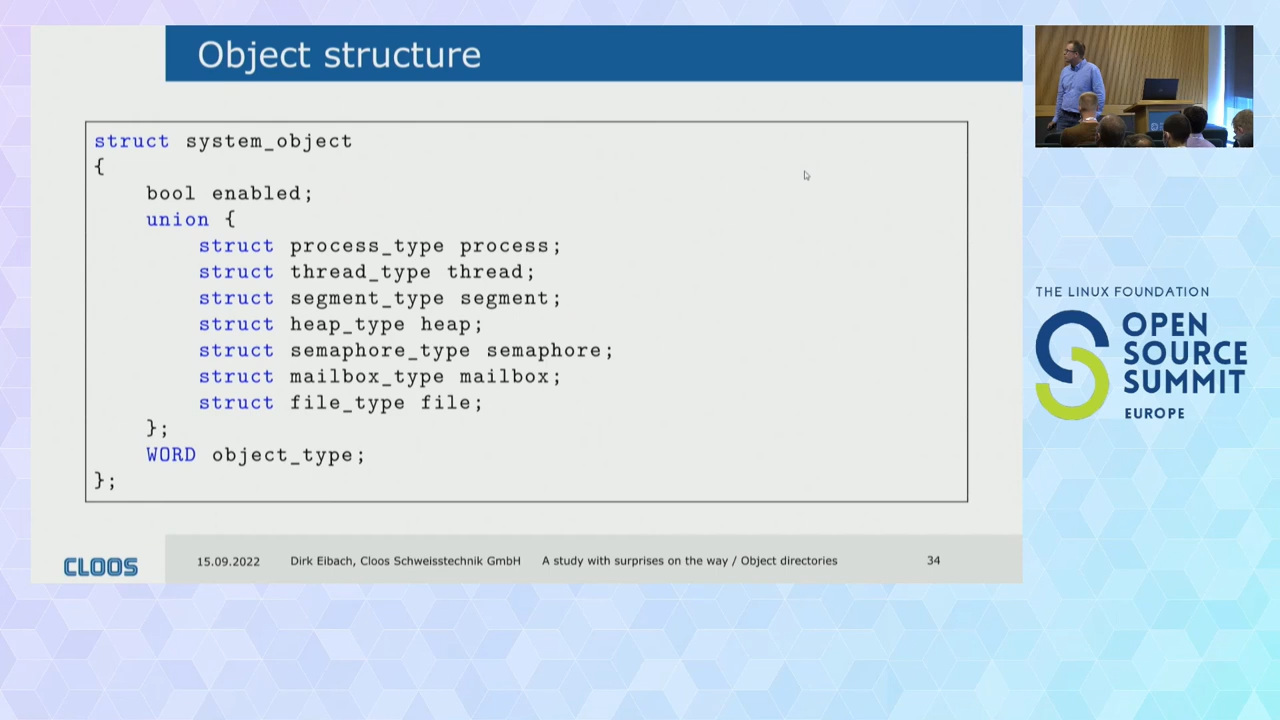 Object structure
struct system_object
{
bool enabled;
union {
struct process_type process;
struct thread_type thread;
struct segment_type segment;
struct heap_type heap;
struct semaphore_type semaphore;
struct mailbox_type mailbox;
struct file_type file;
};
WORD object_type;
};
CLOOS
15.09.2022 Dirk Eibach, Cloos Schweisstechnik GmbH A study with surprises on the way / Object directories 34
THE LINUX FOUNDATION
OPEN
SOURCE
SUMMIT
EUROPE